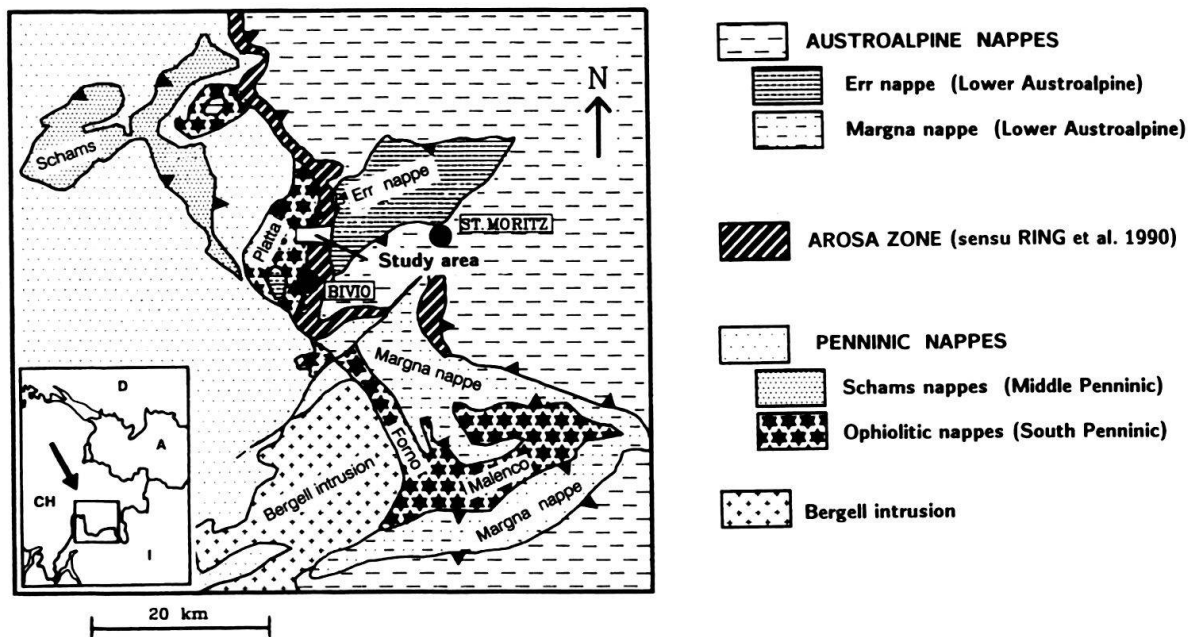 Schams
Platta
Err nappe
N
ST.MORITZ
Study area
BIVIO
Margna nappe
Forno
Malenco
Bergell intrusion
Margna nappe
D
A
CH
I
20 km
AUSTROALPINE NAPPES
Err nappe (Lower Austroalpine)
Margna nappe (Lower Austroalpine)
AROSA ZONE (sensu RING et al. 1990)
PENNINIC NAPPES
Schams nappes (Middle Penninic)
Ophiolitic nappes (South Penninic)
Bergell intrusion